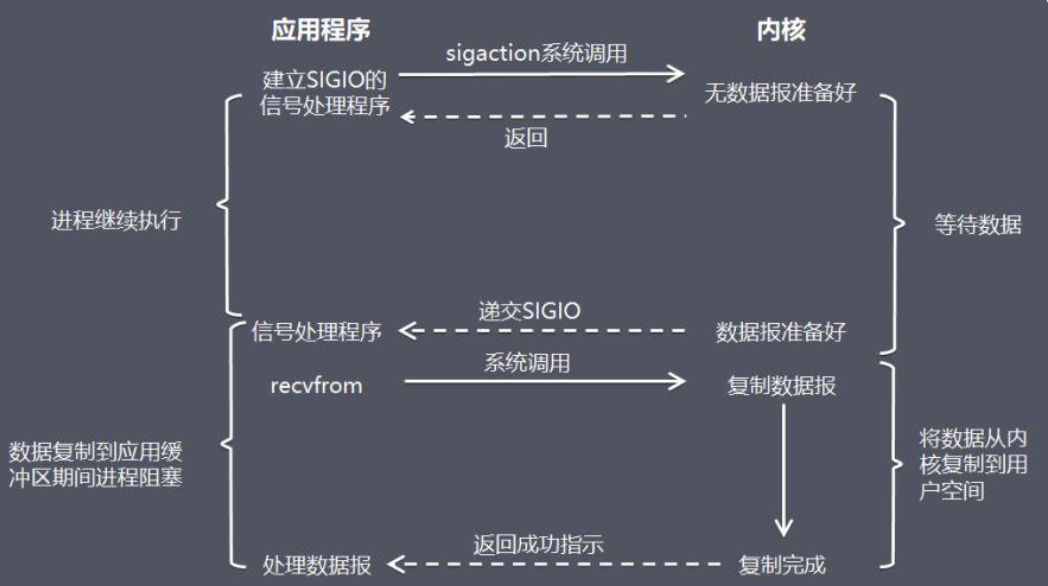 应用程序
内核
sigaction系统调用
建立SIGIO的
信号处理程序
无数据报准备好
返回
进程继续执行
等待数据
递交SIGIO
信号处理程序
数据报准备好
系统调用
recvfrom
复制数据报
数据复制到应用缓
冲区期间进程阻塞
将数据从内
核复制到用
户空间
返回成功指示
处理数据报
复制完成